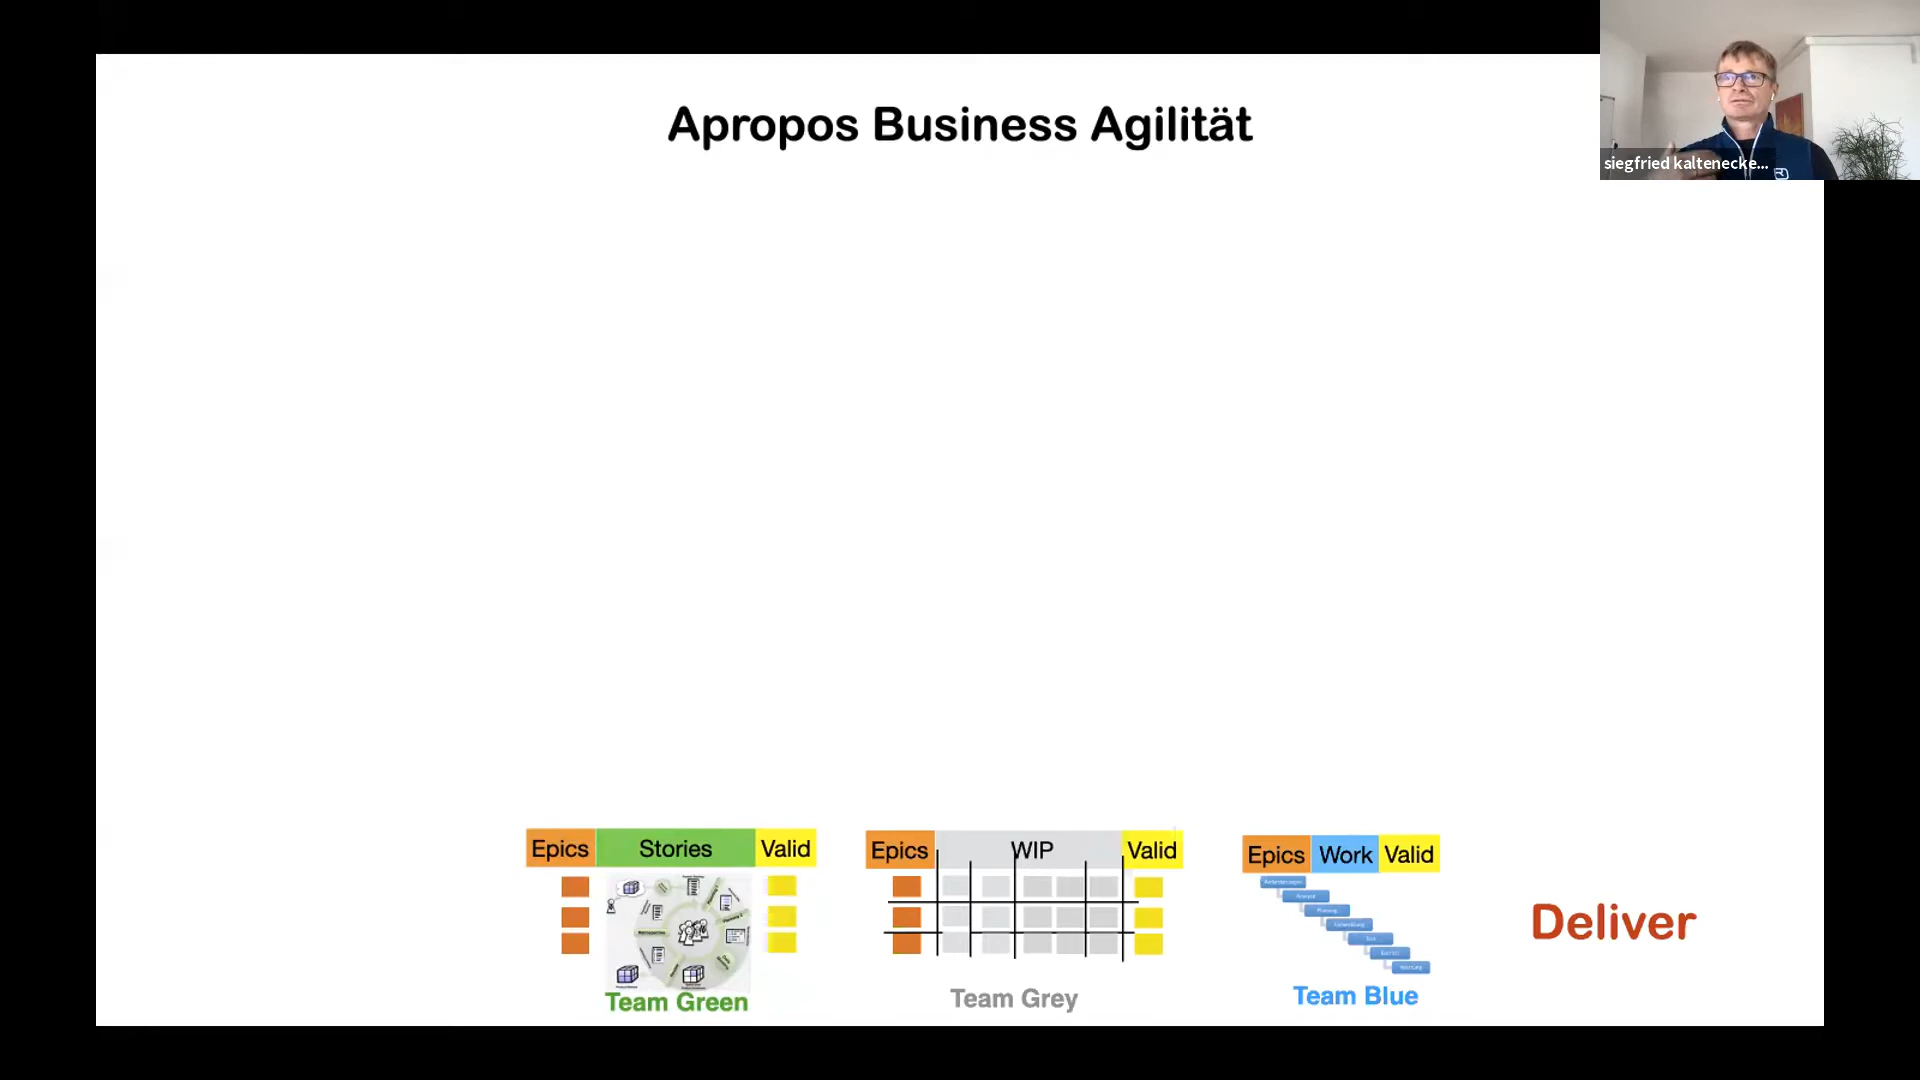 Apropos Business Agilität
siegfried kaltenecke...
Epics Stories Valid
Team Green
Epics WIP Valid
Team Grey
Epics Work Valid
Team Blue
Deliver